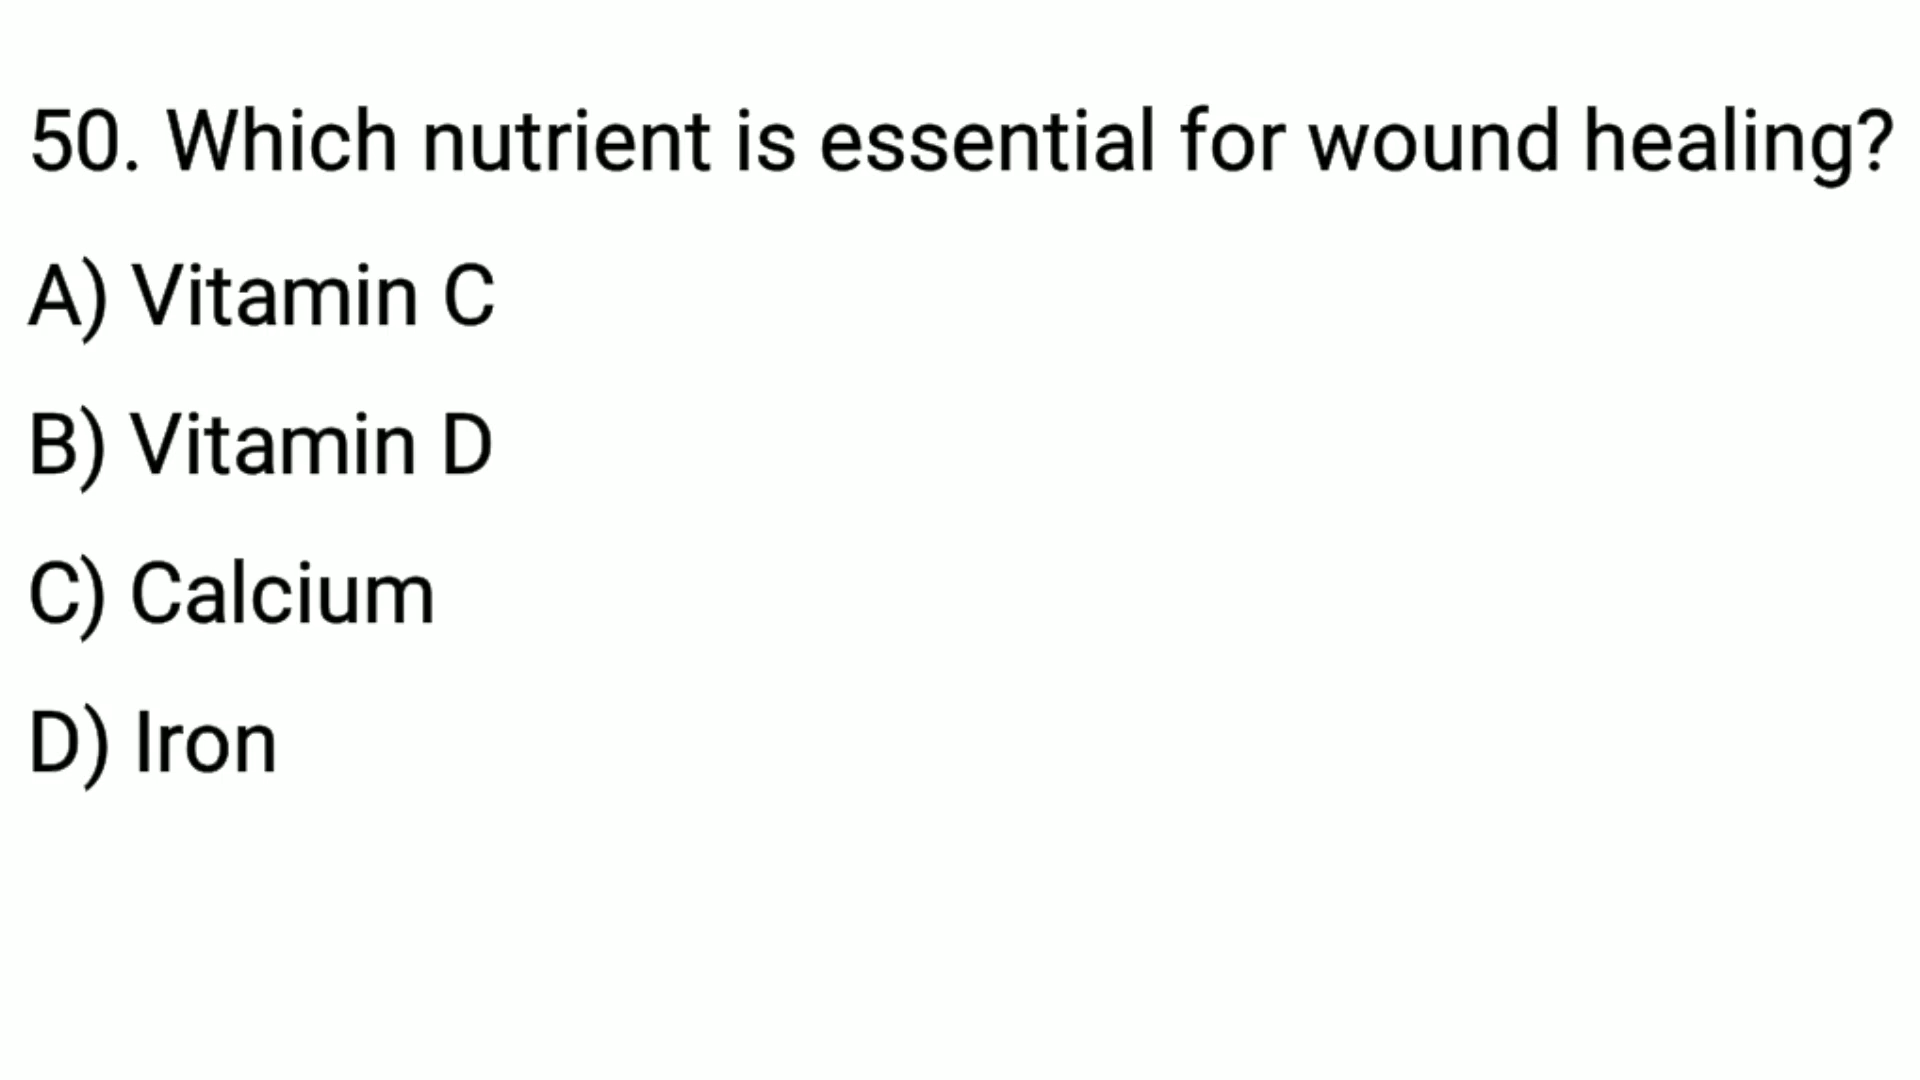 50. Which nutrient is essential for wound healing?
A) Vitamin C
B) Vitamin D
C) Calcium
D) Iron